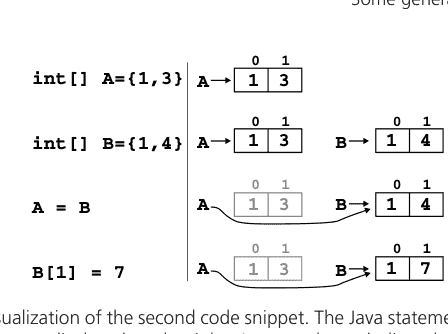 Some genera
0 1
int[] A={1,3} A 1 3
0 1 0 1
int[] B={1,4} A 1 3 B 1 4
0 1 0 1
A = B A 1 3 B 1 4
0 1 0 1
B[1] = 7 A 1 3 B 1 7
sualization of the second code snippet. The Java stateme